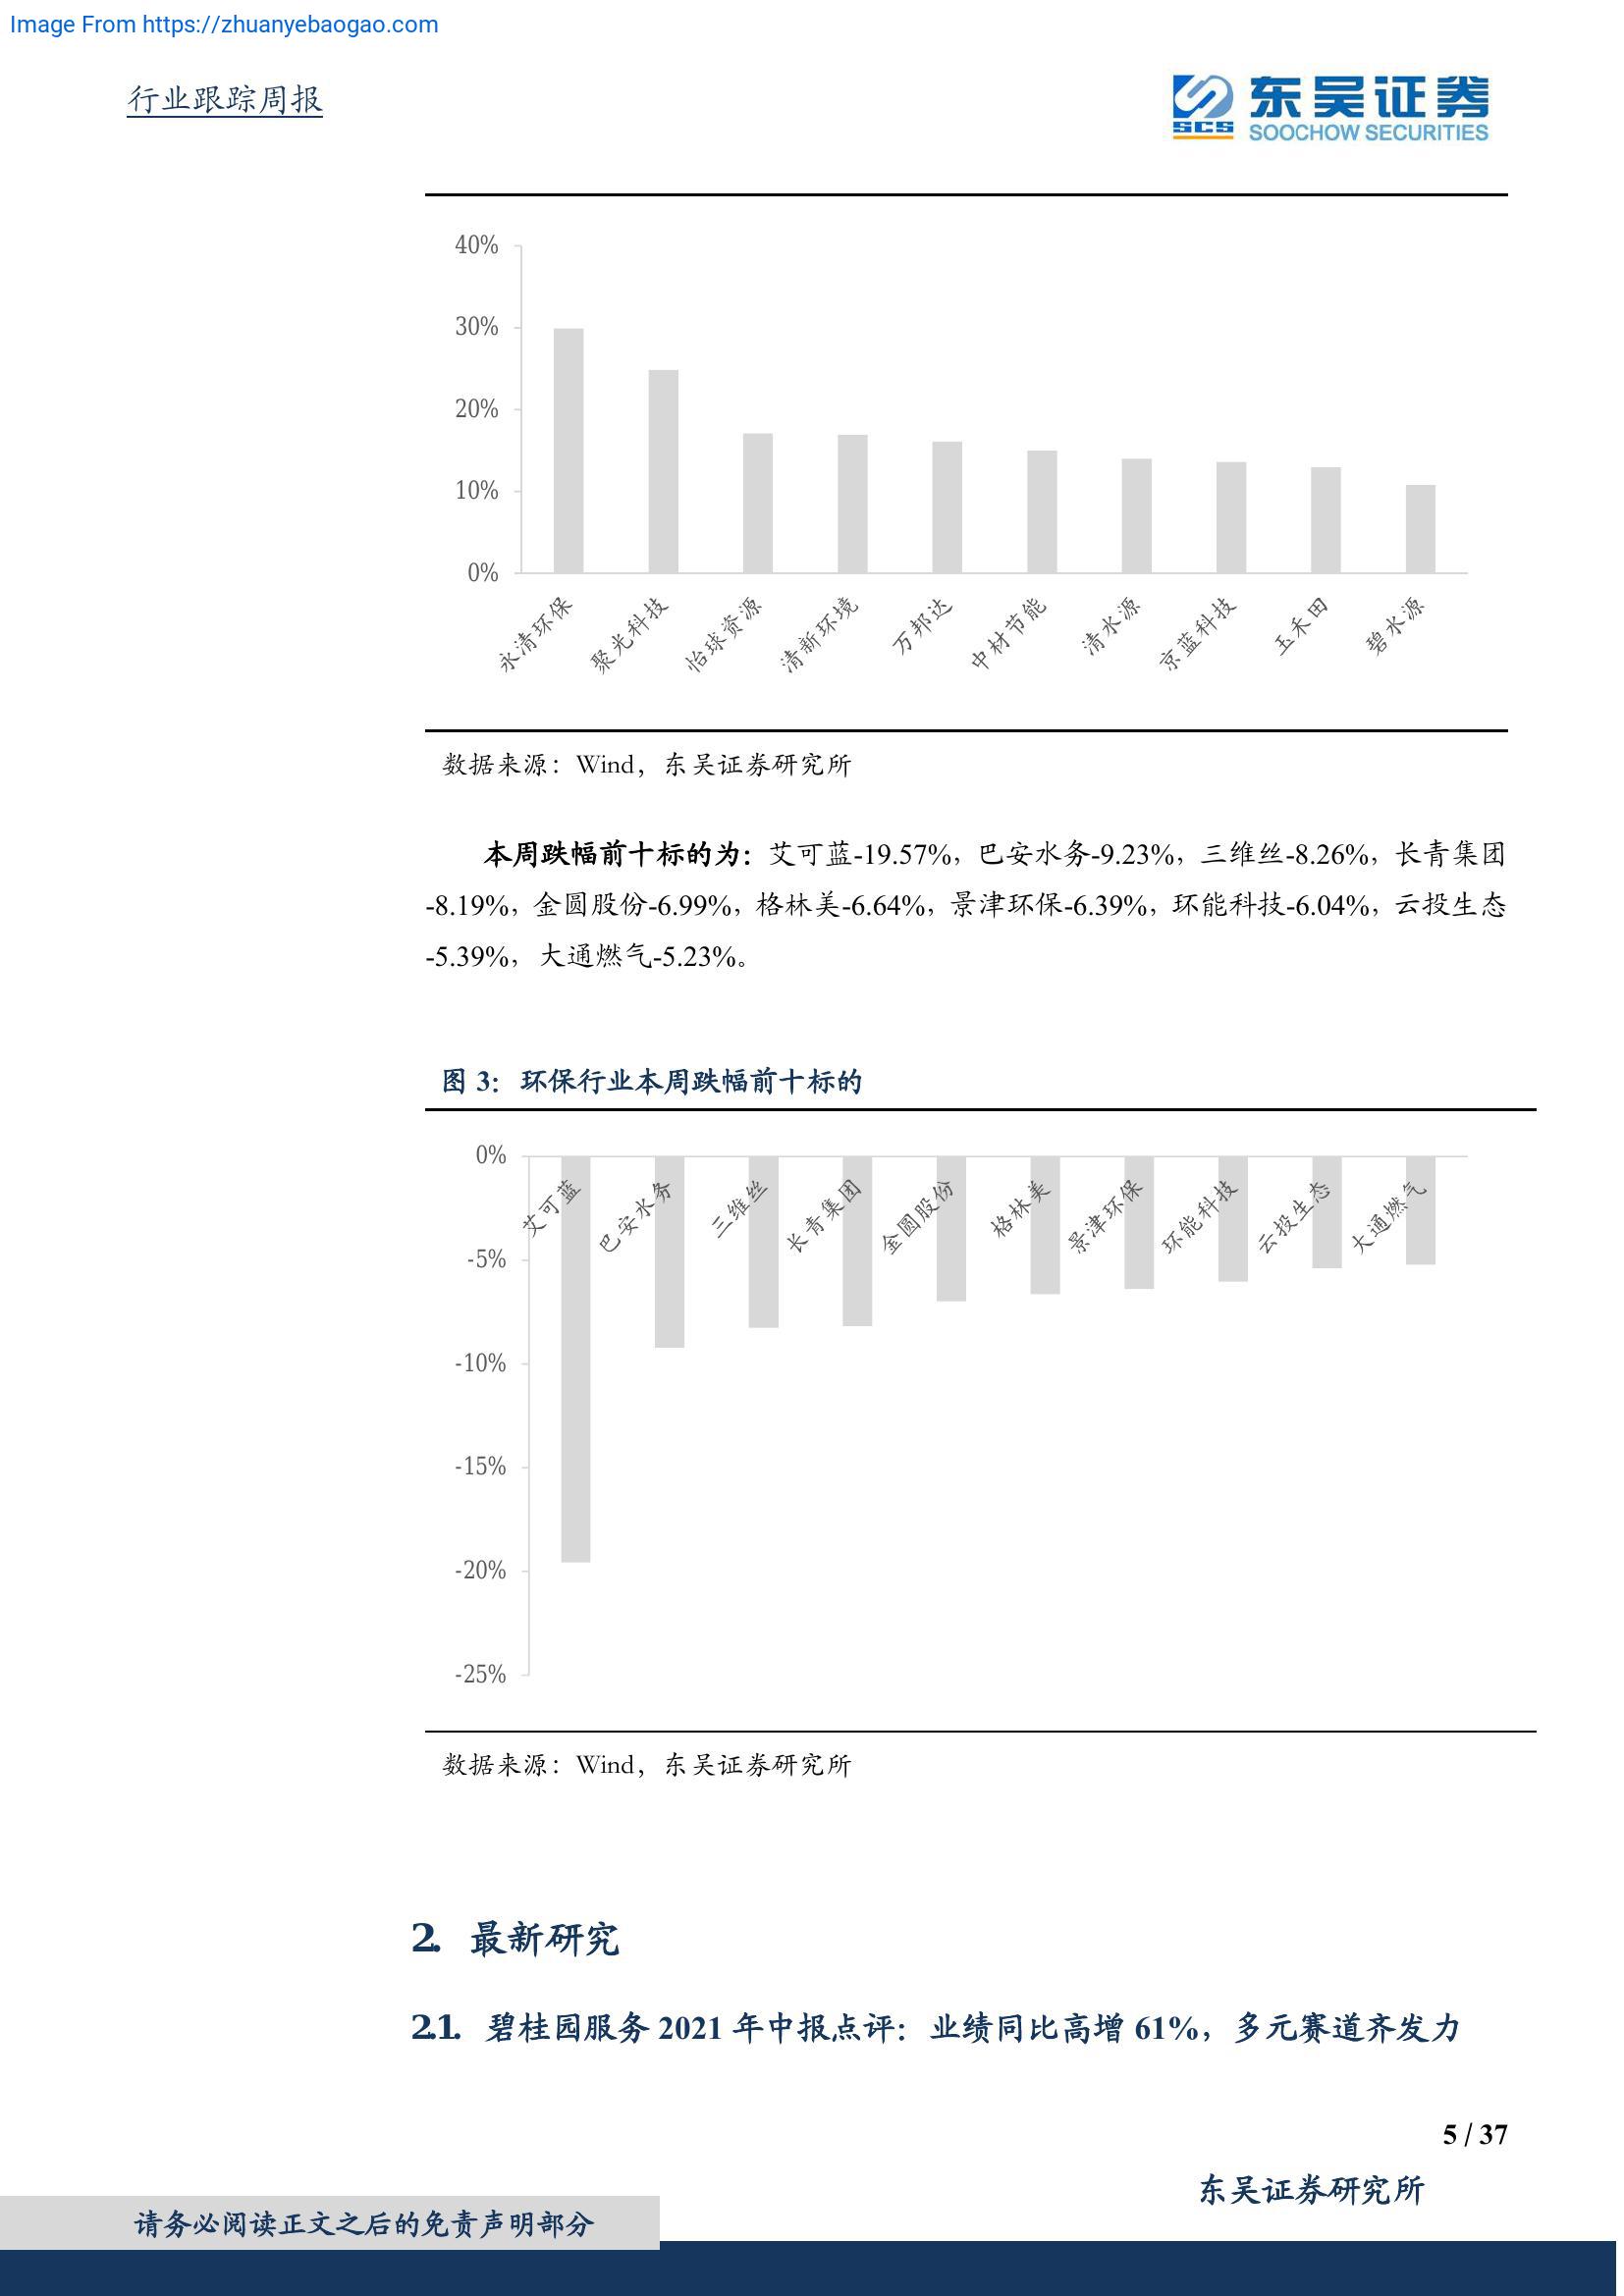 Image From https://zhuanyebaogao.com
行业跟踪周报
东吴证券
SCS
SOOCHOW SECURITIES
40%
30%
20%
10%
0%
永清环保
聚光科技
怡球资源
清新环境
万邦达
中材节能
清水源
京蓝科技
玉禾田
碧水源
数据来源：Wind，东吴证券研究所
本周跌幅前十标的为：艾可蓝-19.57%，巴安水务-9.23%，三维丝-8.26%，长青集团
-8.19%，金圆股份-6.99%，格林美-6.64%，景津环保-6.39%，环能科技-6.04%，云投生态
-5.39%，大通燃气-5.23%。
图 3：环保行业本周跌幅前十标的
0%
-5%
-10%
-15%
-20%
-25%
艾可蓝
巴安水务
三维丝
长青集团
金圆股份
格林美
景津环保
环能科技
云投生态
大通燃气
数据来源：Wind，东吴证券研究所
2. 最新研究
2.1. 碧桂园服务 2021 年中报点评：业绩同比高增 61%，多元赛道齐发力
5 / 37
东吴证券研究所
请务必阅读正文之后的免责声明部分